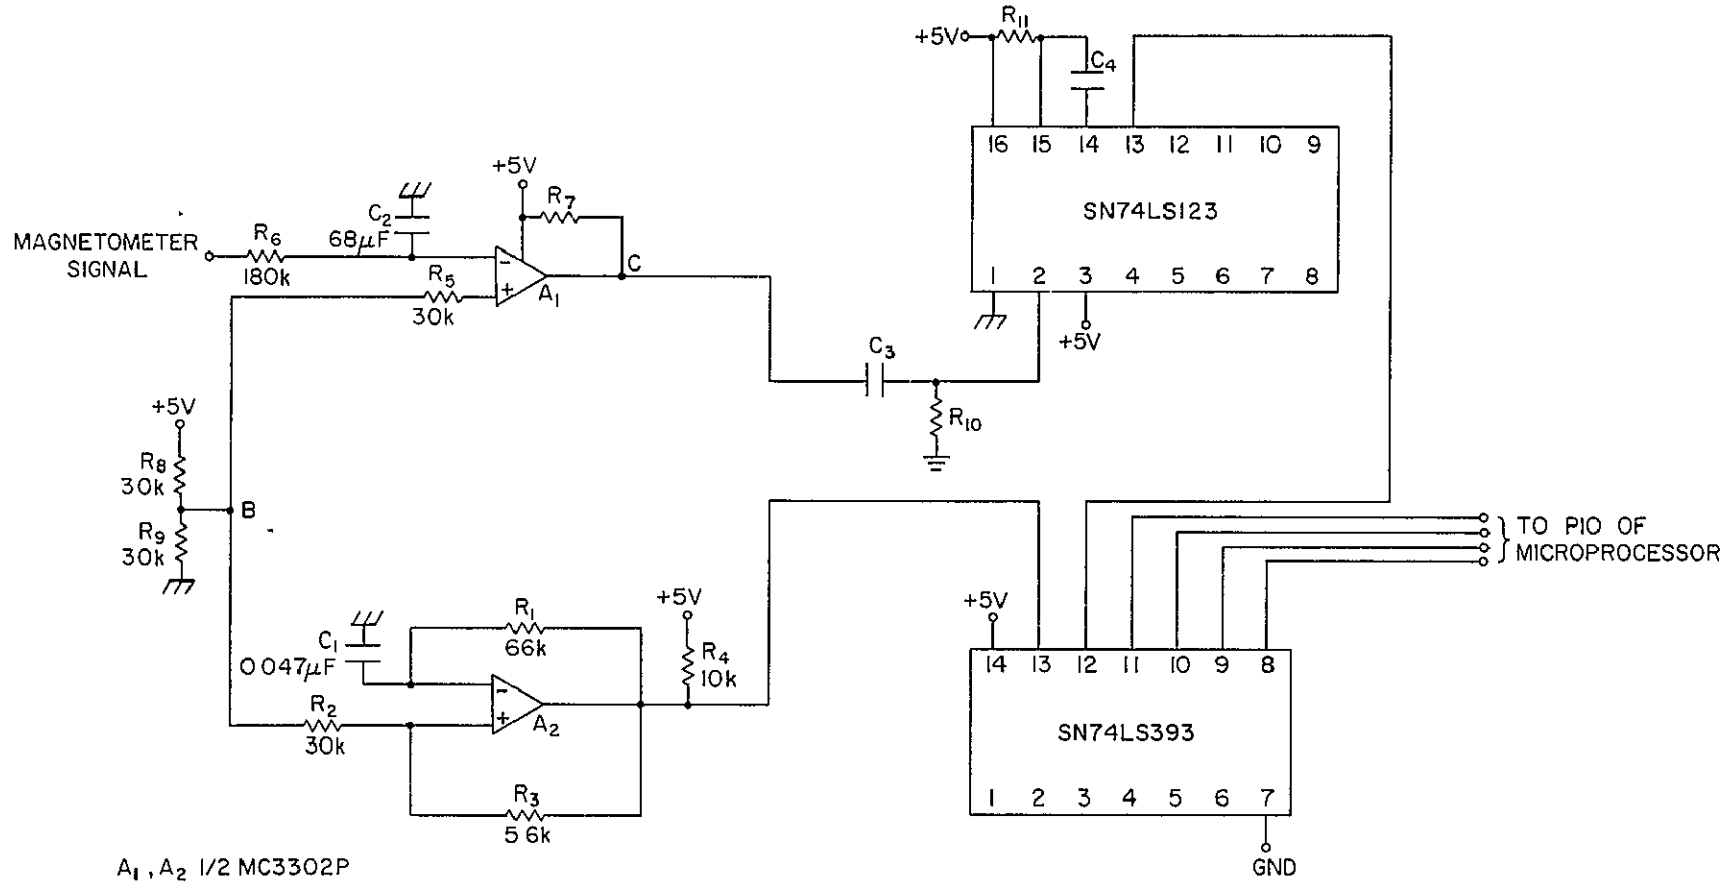 +5V R11
C4
16 15 14 13 12 11 10 9
SN74LS123
1 2 3 4 5 6 7 8
+5V
+5V
R7
C2
68μF
MAGNETOMETER
SIGNAL
R6
180k
R5
30k
- + A1
C
C3
R10
+5V
R8
30k
R9
30k
B
TO PIO OF
MICROPROCESSOR
+5V
R4
10k
R1
66k
C1
0 047μF
R2
30k
- + A2
R3
5 6k
+5V
14 13 12 11 10 9 8
SN74LS393
1 2 3 4 5 6 7
GND
A1, A2 1/2 MC3302P